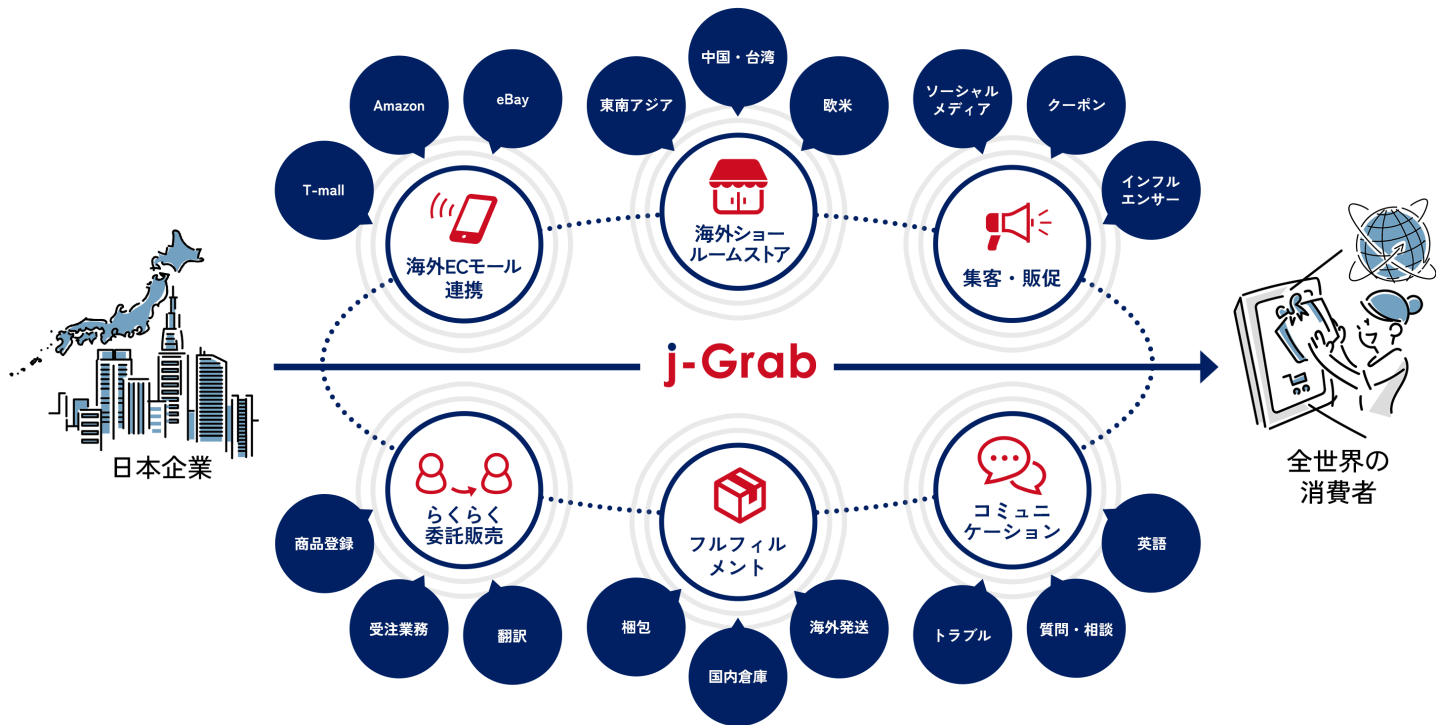 中国・台湾
東南アジア
欧米
Amazon
eBay
T-mall
ソーシャル
メディア
クーポン
インフル
エンサー
海外ECモール
連携
海外ショー
ルームストア
集客・販促
j-Grab
日本企業
全世界の
消費者
らくらく
委託販売
フルフィル
メント
コミュニ
ケーション
商品登録
受注業務
翻訳
梱包
国内倉庫
海外発送
トラブル
質問・相談
英語